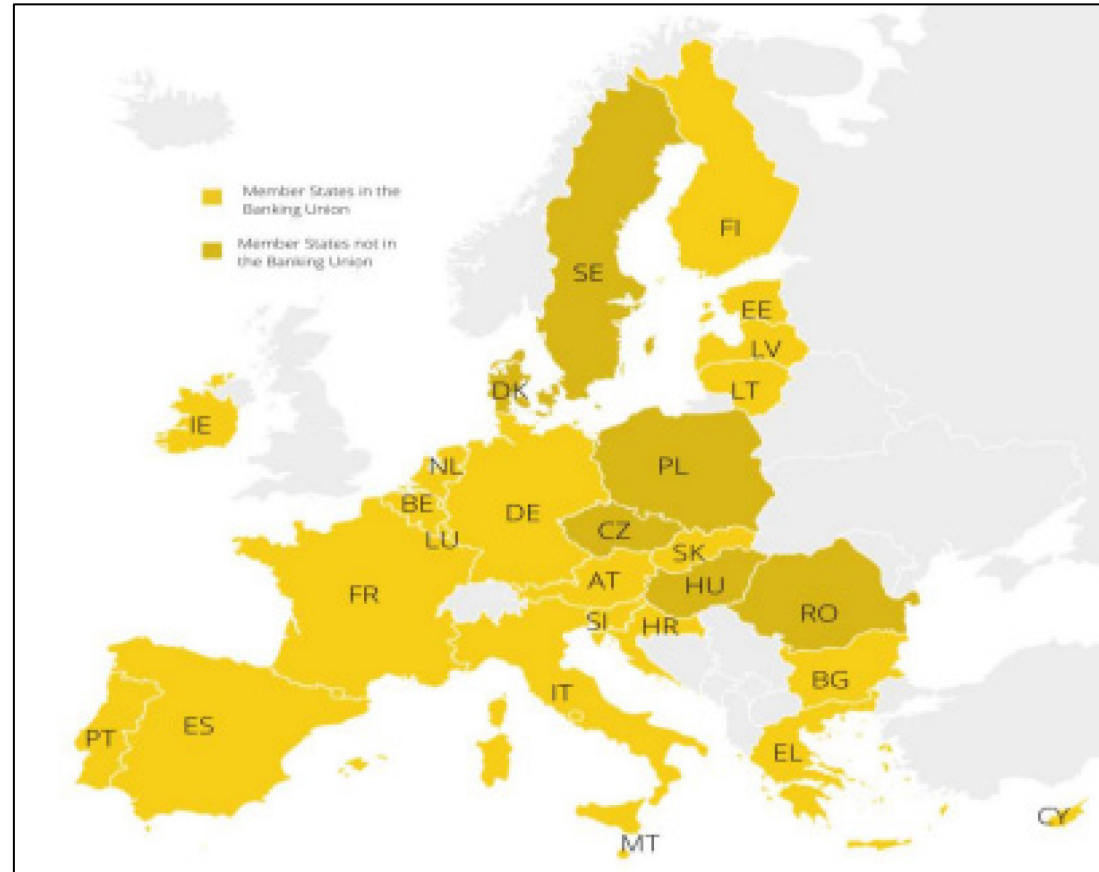 Member States in the
Banking Union
Member States not in
the Banking Union
FI
SE
EE
LV
DK
LT
IE
NL
PL
BE
DE
CZ
LU
SK
AT
HU
FR
RO
SI
HR
BG
IT
ES
PT
EL
CY
MT